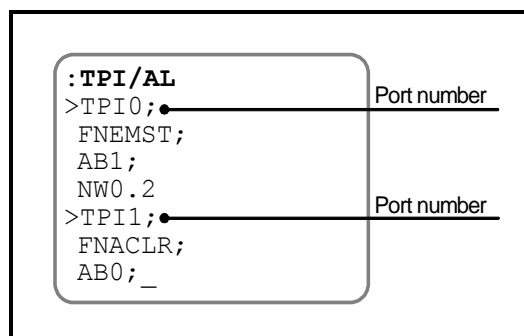 :TPI/AL
>TPI0; Port number
FNEMST;
AB1;
NW0.2
>TPI1; Port number
FNACLR;
AB0;_